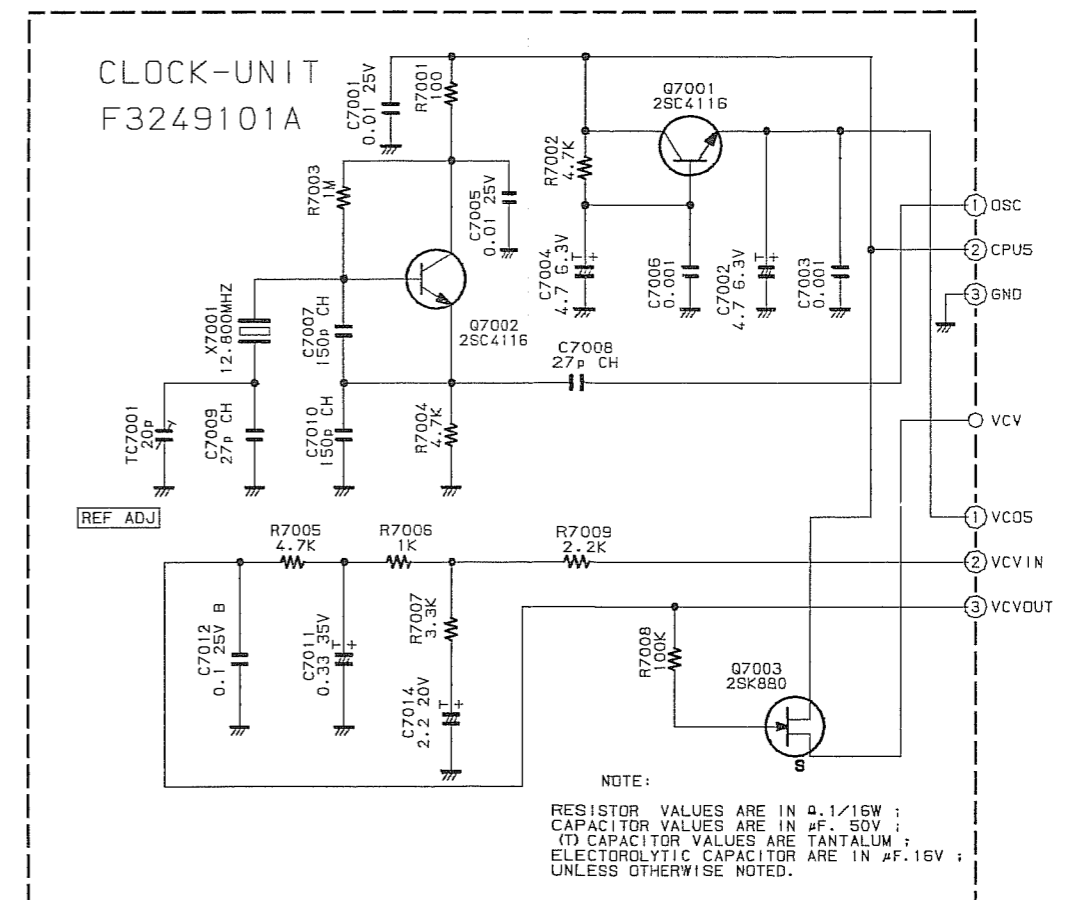 CLOCK-UNIT
F3249101A
C7001
0.01 25V
R7001
100
Q7001
2SC4116
R7002
4.7K
R7003
1M
C7005
0.01 25V
1 OSC
2 CPU5
3 GND
C7004
4.7 6.3V
T +
C7006
0.001
C7002
4.7 6.3V
T +
C7003
0.001
X7001
12.800MHZ
C7007
150p CH
Q7002
2SC4116
C7008
27p CH
TC7001
20p
C7009
27p CH
C7010
150p CH
R7004
4.7K
VCV
REF ADJ
1 VCO5
R7005
4.7K
R7006
1K
R7009
2.2K
2 VCVIN
3 VCVOUT
C7012
0.1 25V B
C7011
0.33 35V
T +
R7007
3.3K
R7008
100K
C7014
2.2 20V
T +
Q7003
2SK880
S
NOTE:
RESISTOR VALUES ARE IN Ω.1/16W ;
CAPACITOR VALUES ARE IN μF. 50V ;
(T) CAPACITOR VALUES ARE TANTALUM ;
ELECTOROLYTIC CAPACITOR ARE IN μF.16V ;
UNLESS OTHERWISE NOTED.